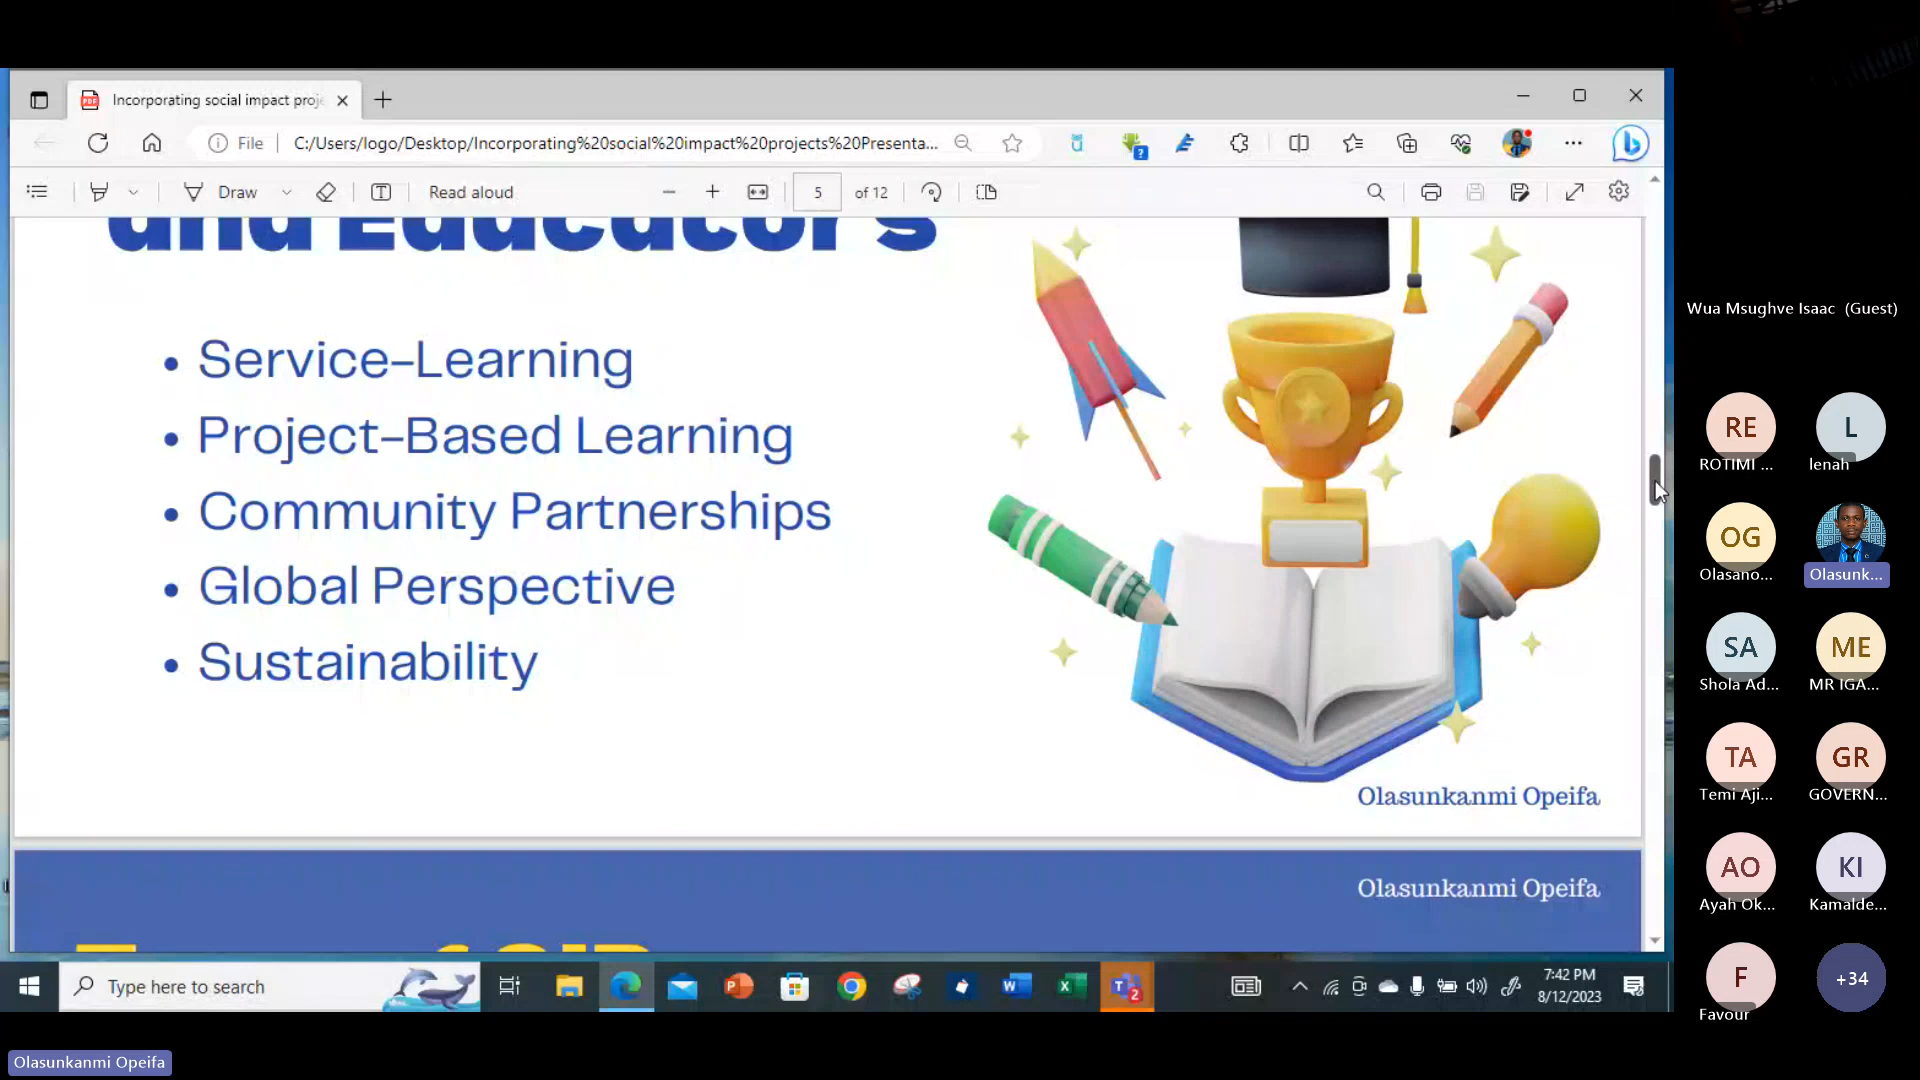 Incorporating social impact proj
File
C:/Users/logo/Desktop/Incorporating%20social%20impact%20projects%20Presenta...
Draw
Read aloud
5
of 12
and Educators
• Service-Learning
• Project-Based Learning
• Community Partnerships
• Global Perspective
• Sustainability
Olasunkanmi Opeifa
Olasunkanmi Opeifa
Type here to search
7:42 PM
8/12/2023
Wua Msughve Isaac (Guest)
RE
ROTIMI ...
L
lenah
OG
Olasano...
Olasunk...
SA
Shola Ad...
ME
MR IGA...
TA
Temi Aji...
GR
GOVERN...
AO
Ayah Ok...
KI
Kamalde...
F
Favour
+34
Olasunkanmi Opeifa